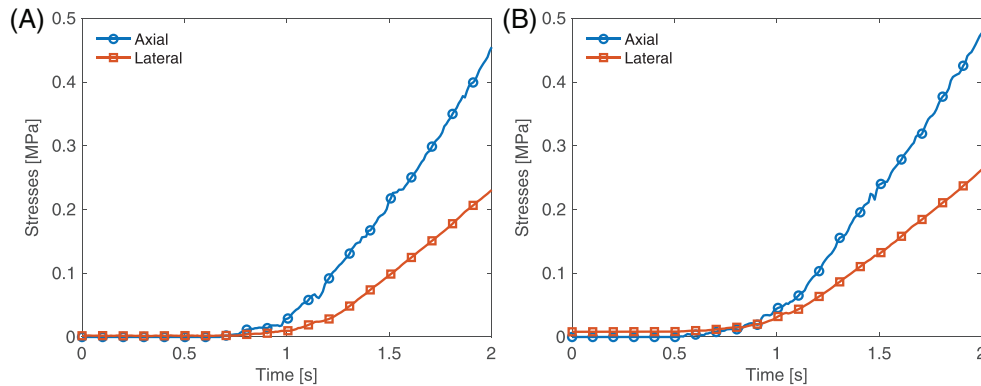 (A)
Stresses [MPa]
0.5
0.4
0.3
0.2
0.1
0
Axial
Lateral
0 0.5 1 1.5 2
Time [s]
(B)
Stresses [MPa]
0.5
0.4
0.3
0.2
0.1
0
Axial
Lateral
0 0.5 1 1.5 2
Time [s]